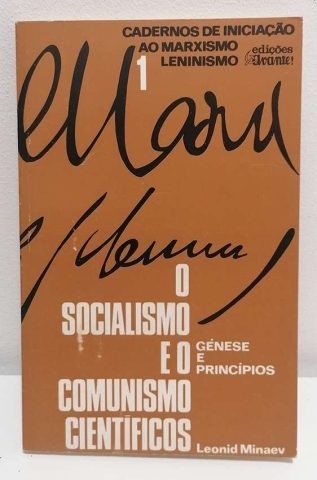 CADERNOS DE INICIAÇÃO
AO MARXISMO
LENINISMO
edições
Avante!
1
O
SOCIALISMO
E O
COMUNISMO
CIENTÍFICOS
GÉNESE
E
PRINCÍPIOS
Leonid Minaev